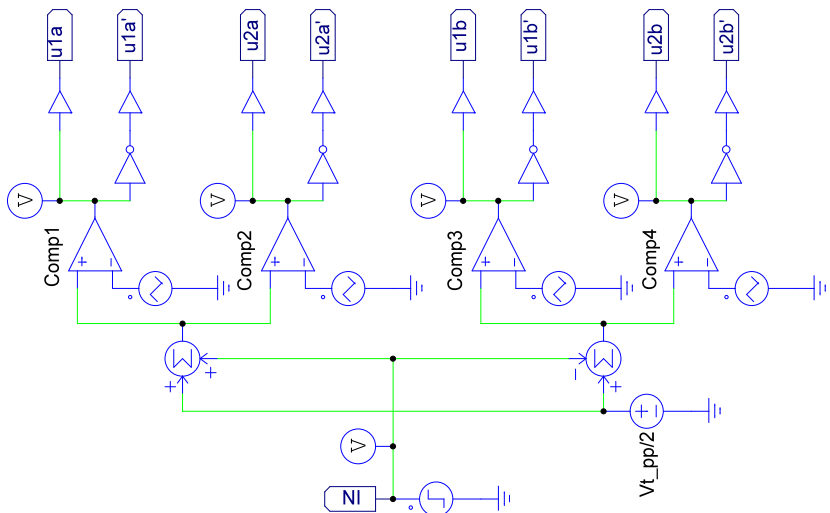 u1a
u1a'
u2a
u2a'
u1b
u1b'
u2b
u2b'
V
V
V
V
Comp1
+
−
Comp2
+
−
Comp3
+
−
Comp4
+
−
Σ
+
+
Σ
−
+
V
+
−
Vt_pp/2
NI